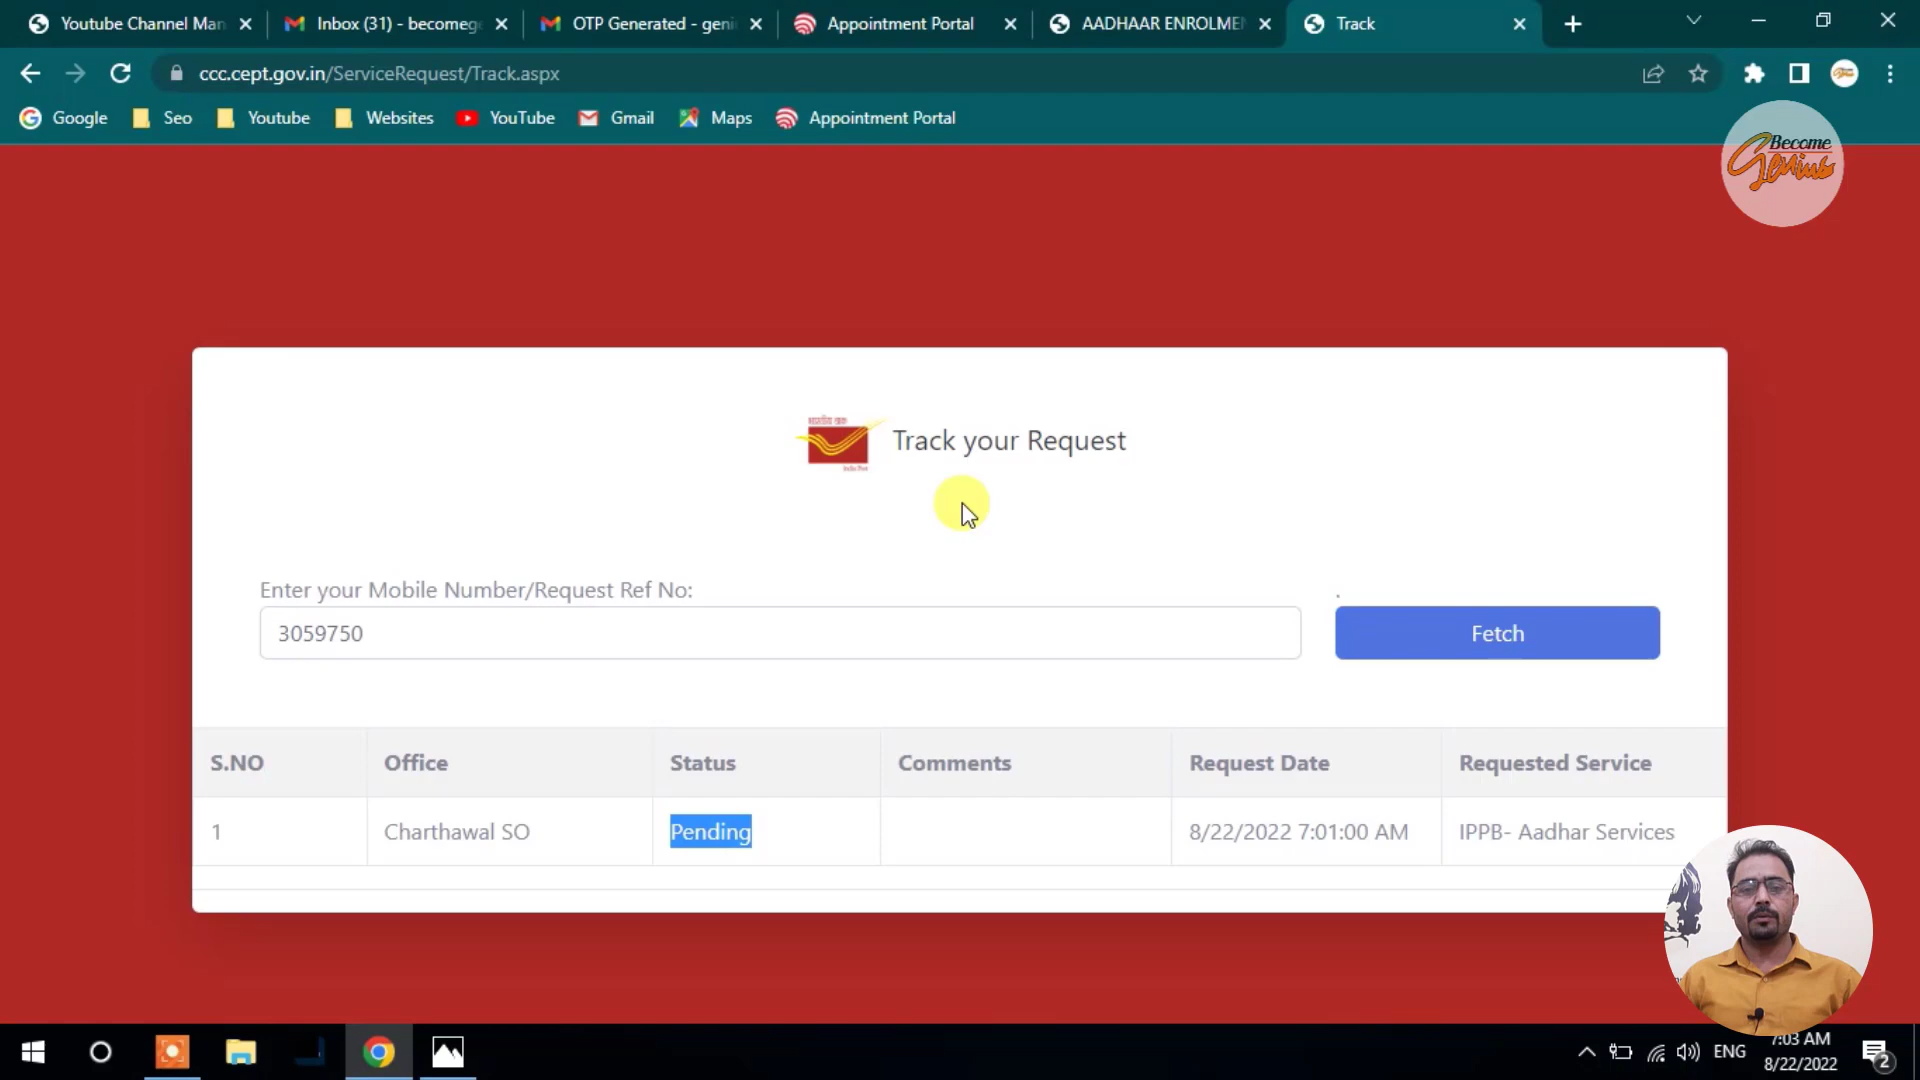 Youtube Channel Man
Inbox (31) - becomege
OTP Generated - geni
Appointment Portal
AADHAAR ENROLMEN
Track
ccc.cept.gov.in/ServiceRequest/Track.aspx
Google
Seo
Youtube
Websites
YouTube
Gmail
Maps
Appointment Portal
Become
Genius
Track your Request
Enter your Mobile Number/Request Ref No:
.
3059750
Fetch
S.NO Office Status Comments Request Date Requested Service
1 Charthawal SO Pending 8/22/2022 7:01:00 AM IPPB- Aadhar Services
ENG
7:03 AM
8/22/2022
2